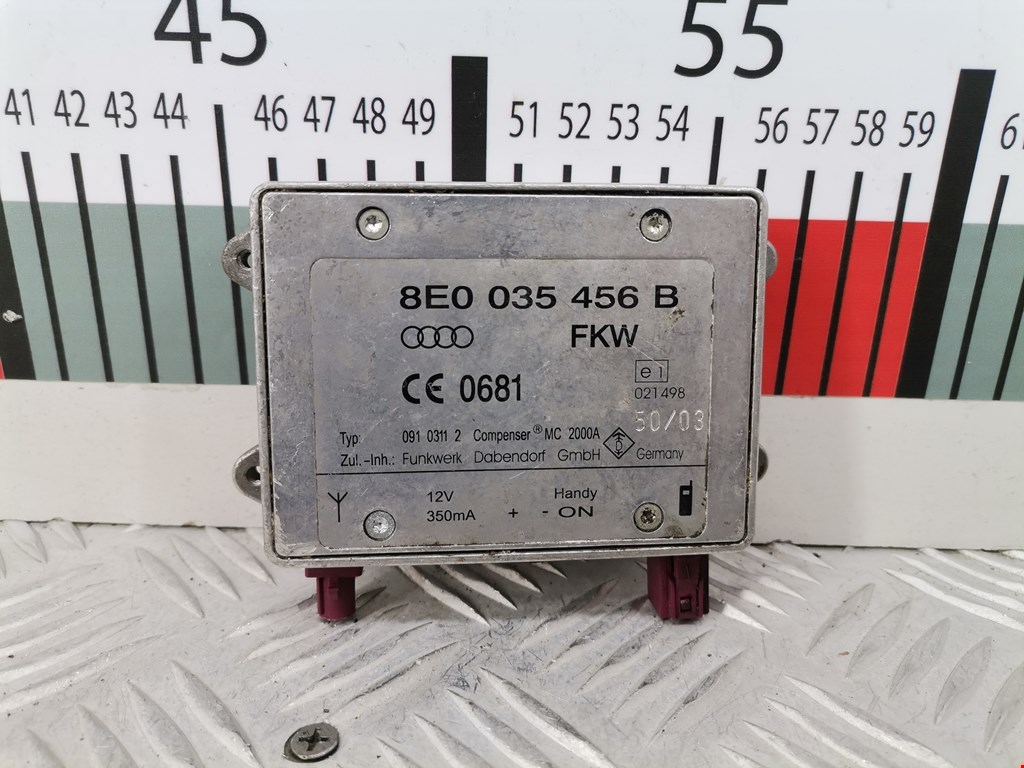 45 55
41 42 43 44 46 47 48 49 51 52 53 54 56 57 58 59
8E0 035 456 B
FKW
CE 0681
e1
021498
50/03
Typ: 091 0311 2 Compenser® MC 2000A
Zul.-Inh.: Funkwerk Dabendorf GmbH D Germany
12V Handy
350mA + - ON